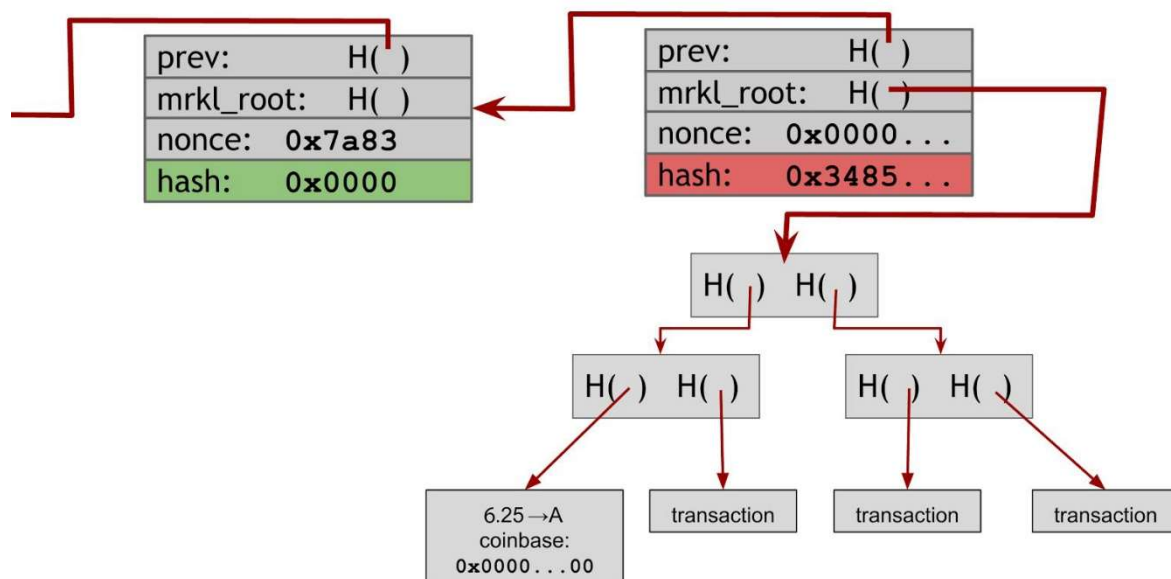 prev: H( )
mrkl_root: H( )
nonce: 0x7a83
hash: 0x0000
prev: H( )
mrkl_root: H( )
nonce: 0x0000...
hash: 0x3485...
H( ) H( )
H( ) H( )
H( ) H( )
6.25→A
coinbase:
0x0000...00
transaction
transaction
transaction